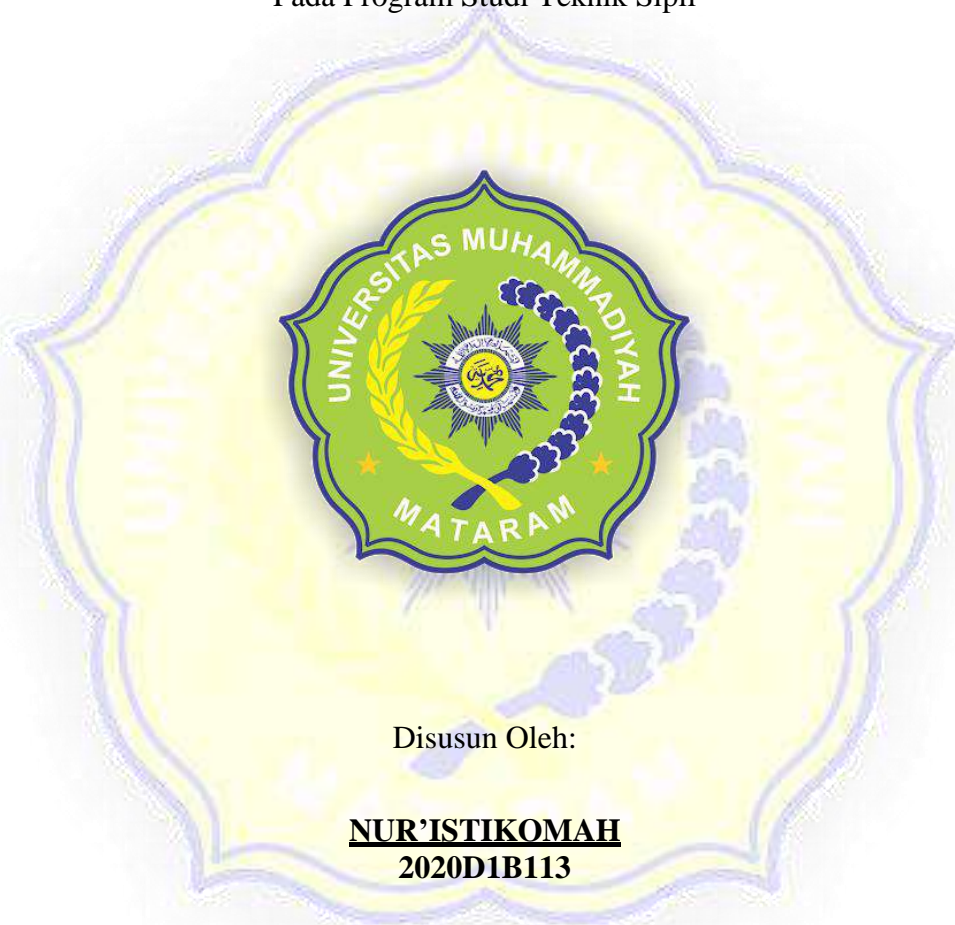 Pada Program Studi Teknik Sipil
UNIVERSITAS MUHAMMADIYAH
MATARAM
Disusun Oleh:
NUR’ISTIKOMAH
2020D1B113